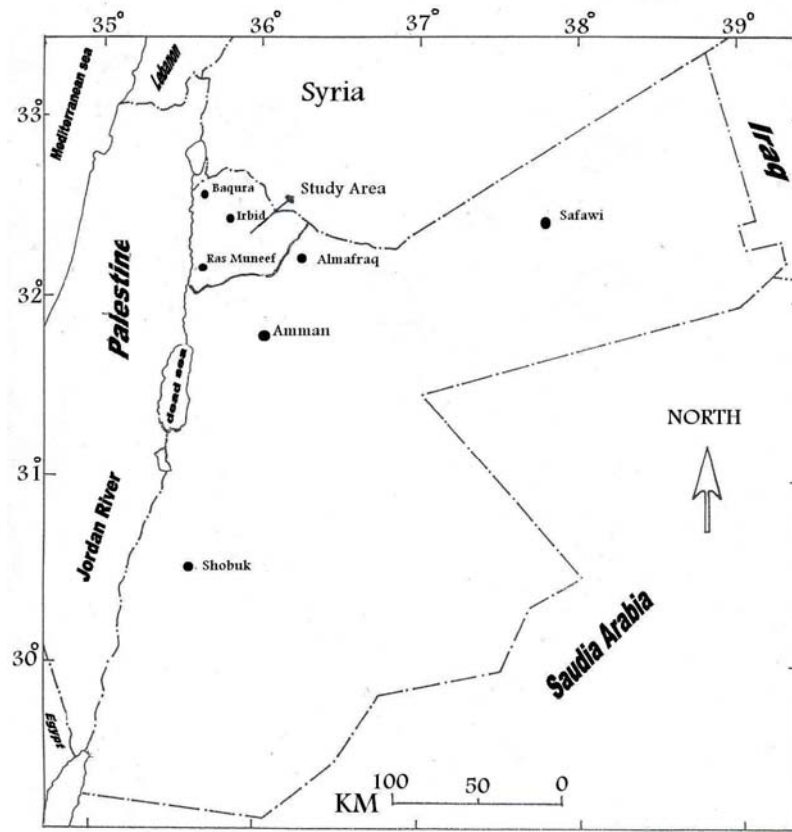 35° 36° 37° 38° 39°
Mediterranean sea
Lebanon
Syria
Iraq
33°
Baqura
Study Area
Irbid
Safawi
Ras Muneef
Almafraq
32°
Palestine
Amman
dead sea
NORTH
31°
Jordan River
Shobuk
30°
Saudia Arabia
Egypt
100 50 0
KM